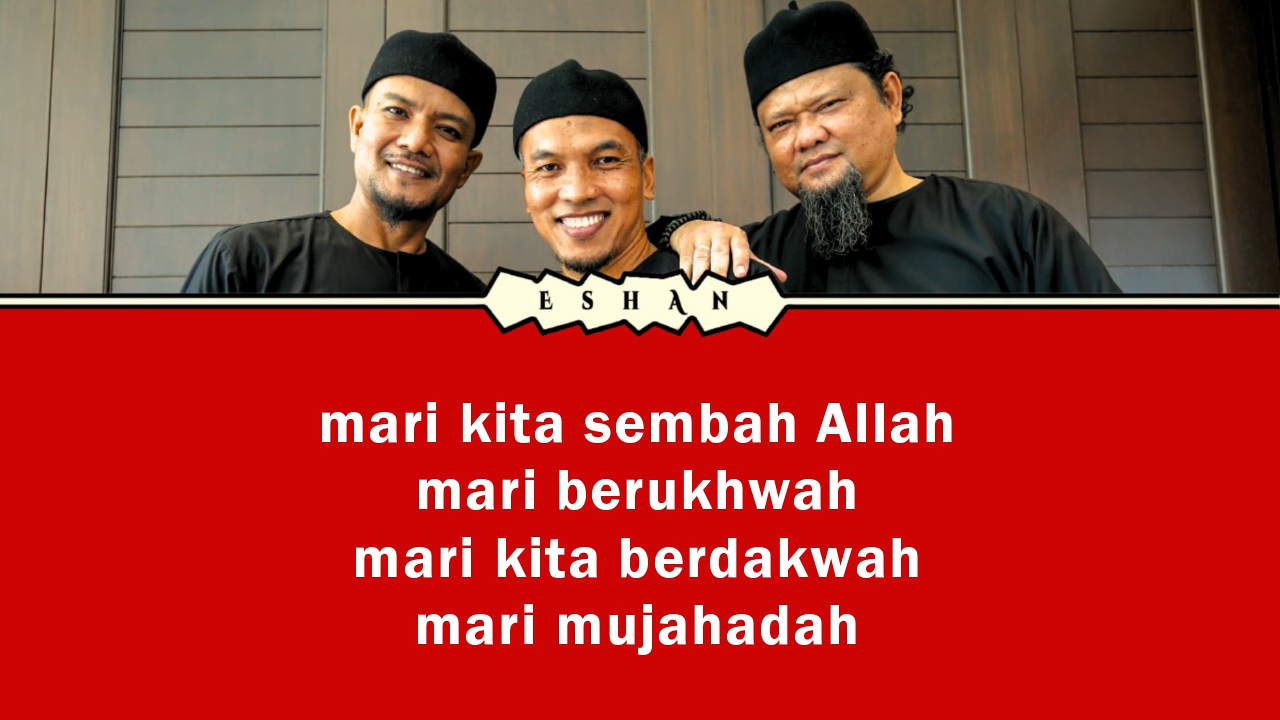 ESHAN
mari kita sembah Allah
mari berukhwah
mari kita berdakwah
mari mujahadah